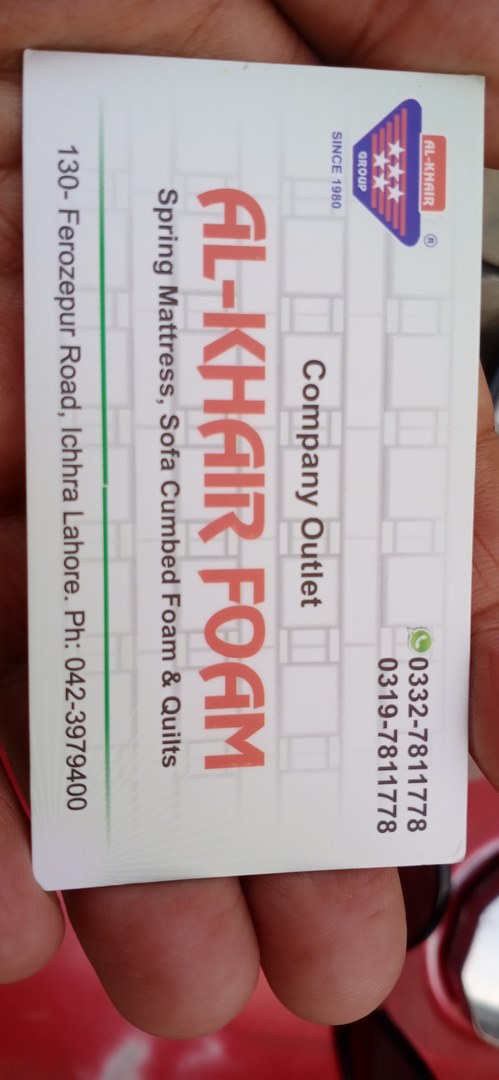 AL-KHAIR
GROUP
®
SINCE 1980
0332-7811778
0319-7811778
Company Outlet
AL-KHAIR FOAM
Spring Mattress, Sofa Cumbed Foam & Quilts
130- Ferozepur Road, Ichhra Lahore. Ph: 042-3979400